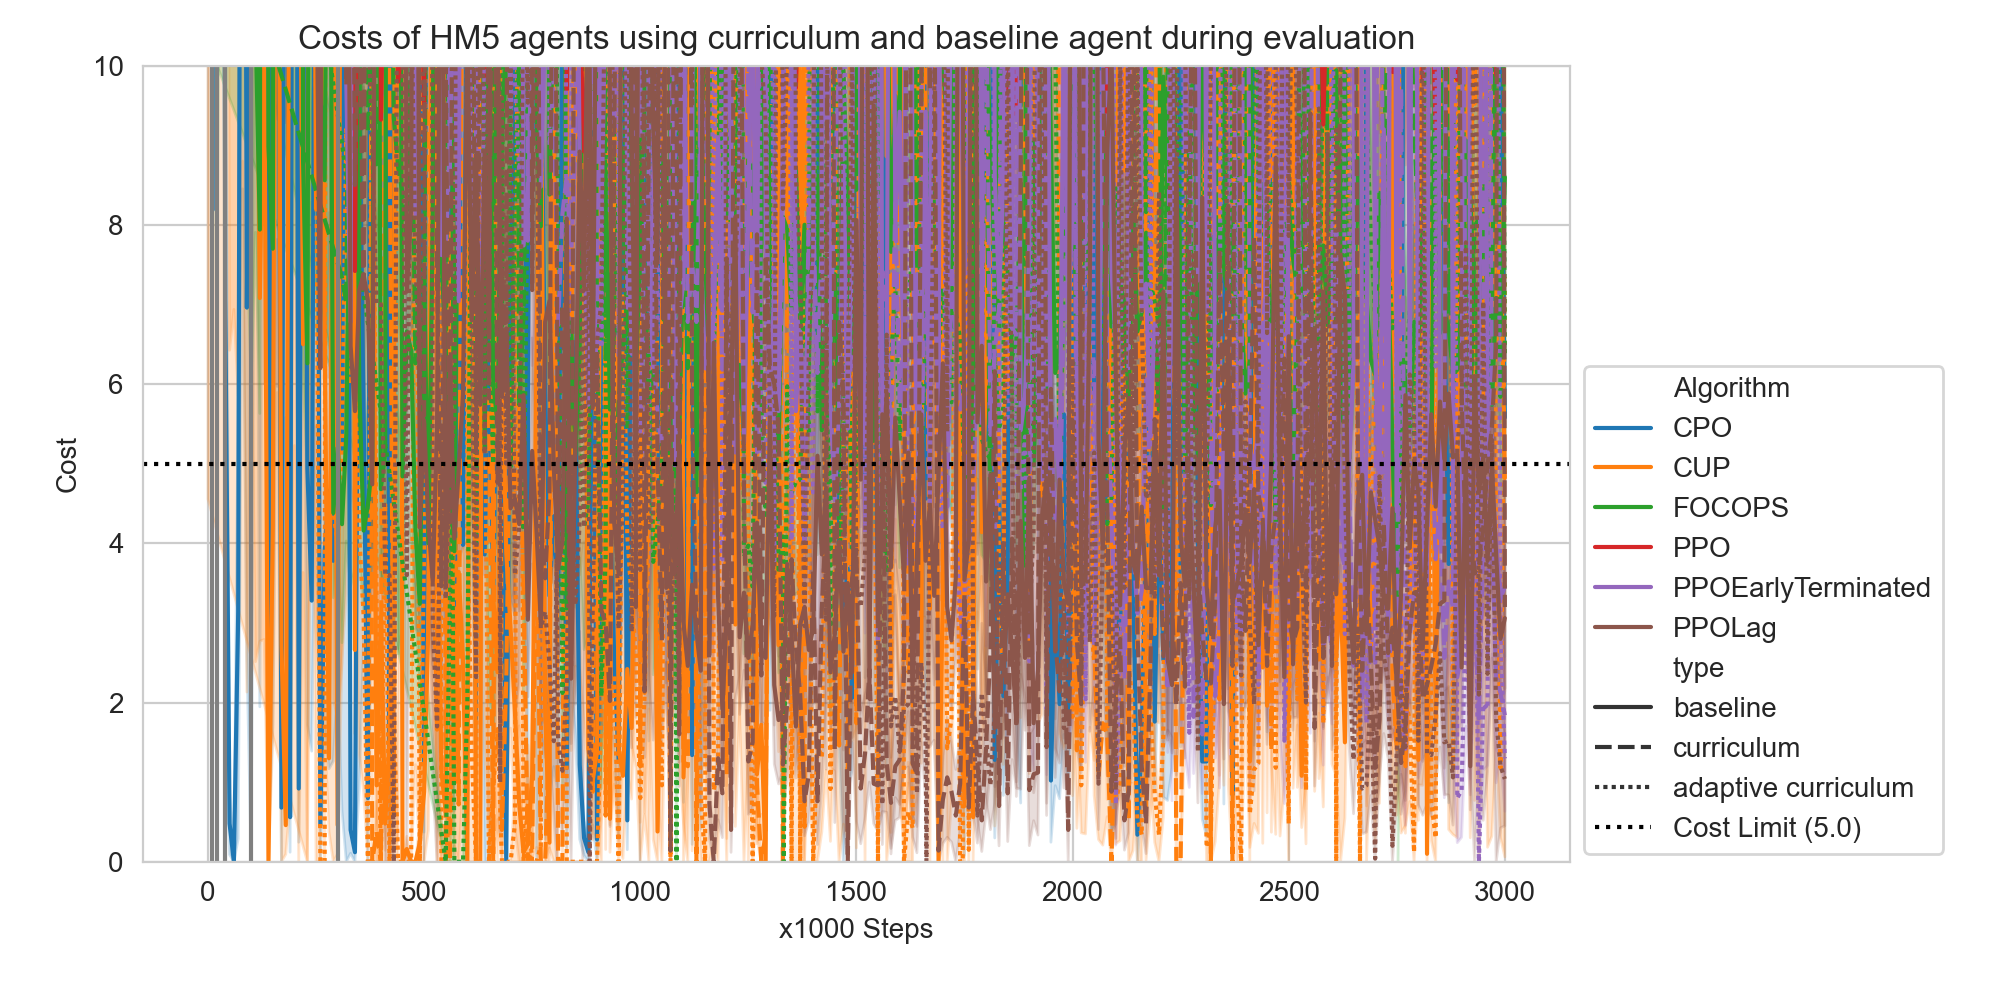 Costs of HM5 agents using curriculum and baseline agent during evaluation
10
8
6
4
2
0
Cost
0 500 1000 1500 2000 2500 3000
x1000 Steps
Algorithm
CPO
CUP
FOCOPS
PPO
PPOEarlyTerminated
PPOLag
type
baseline
curriculum
adaptive curriculum
Cost Limit (5.0)